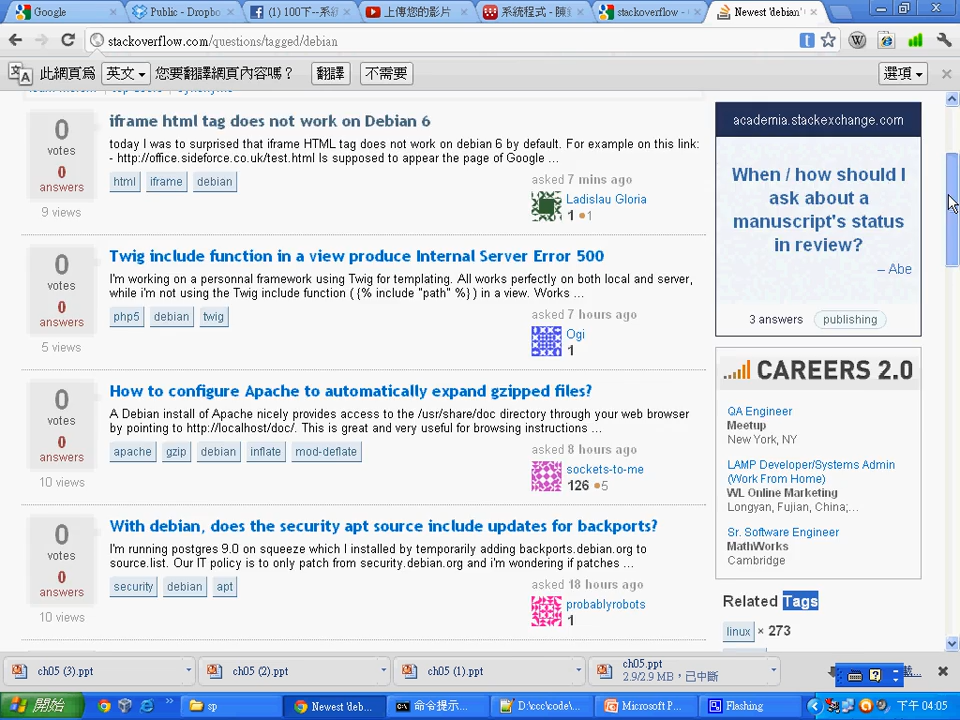 Google
Public - Dropbo
(1) 100下--系
上傳您的影片
系統程式 - 陳
stackoverflow -
Newest 'debian'
stackoverflow.com/questions/tagged/debian
此網頁為 英文 您要翻譯網頁內容嗎？ 翻譯 不需要 選項
0
votes
0
answers
9 views
iframe html tag does not work on Debian 6
today I was to surprised that iframe HTML tag does not work on debian 6 by default. For example on this link:
- http://office.sideforce.co.uk/test.html Is supposed to appear the page of Google ...
html iframe debian
asked 7 mins ago
Ladislau Gloria
1 1
0
votes
0
answers
5 views
Twig include function in a view produce Internal Server Error 500
I'm working on a personnal framework using Twig for templating. All works perfectly on both local and server,
while i'm not using the Twig include function ( {% include "path" %} ) in a view. Works ...
php5 debian twig
asked 7 hours ago
Ogi
1
0
votes
0
answers
10 views
How to configure Apache to automatically expand gzipped files?
A Debian install of Apache nicely provides access to the /usr/share/doc directory through your web browser
by pointing to http://localhost/doc/. This is great and very useful for browsing instructions ...
apache gzip debian inflate mod-deflate
asked 8 hours ago
sockets-to-me
126 5
0
votes
0
answers
10 views
With debian, does the security apt source include updates for backports?
I'm running postgres 9.0 on squeeze which I installed by temporarily adding backports.debian.org to
source.list. Our IT policy is to only patch from security.debian.org and i'm wondering if patches ...
security debian apt
asked 18 hours ago
probablyrobots
1
academia.stackexchange.com
When / how should I
ask about a
manuscript's status
in review?
– Abe
3 answers publishing
CAREERS 2.0
QA Engineer
Meetup
New York, NY
LAMP Developer/Systems Admin
(Work From Home)
WL Online Marketing
Longyan, Fujian, China;...
Sr. Software Engineer
MathWorks
Cambridge
Related Tags
linux × 273
ch05 (3).ppt
ch05 (2).ppt
ch05 (1).ppt
ch05.ppt
2.9/2.9 MB，已中斷
開始
sp
Newest 'deb...
命令提示...
D:\ccc\code\...
Microsoft P...
Flashing
下午 04:05